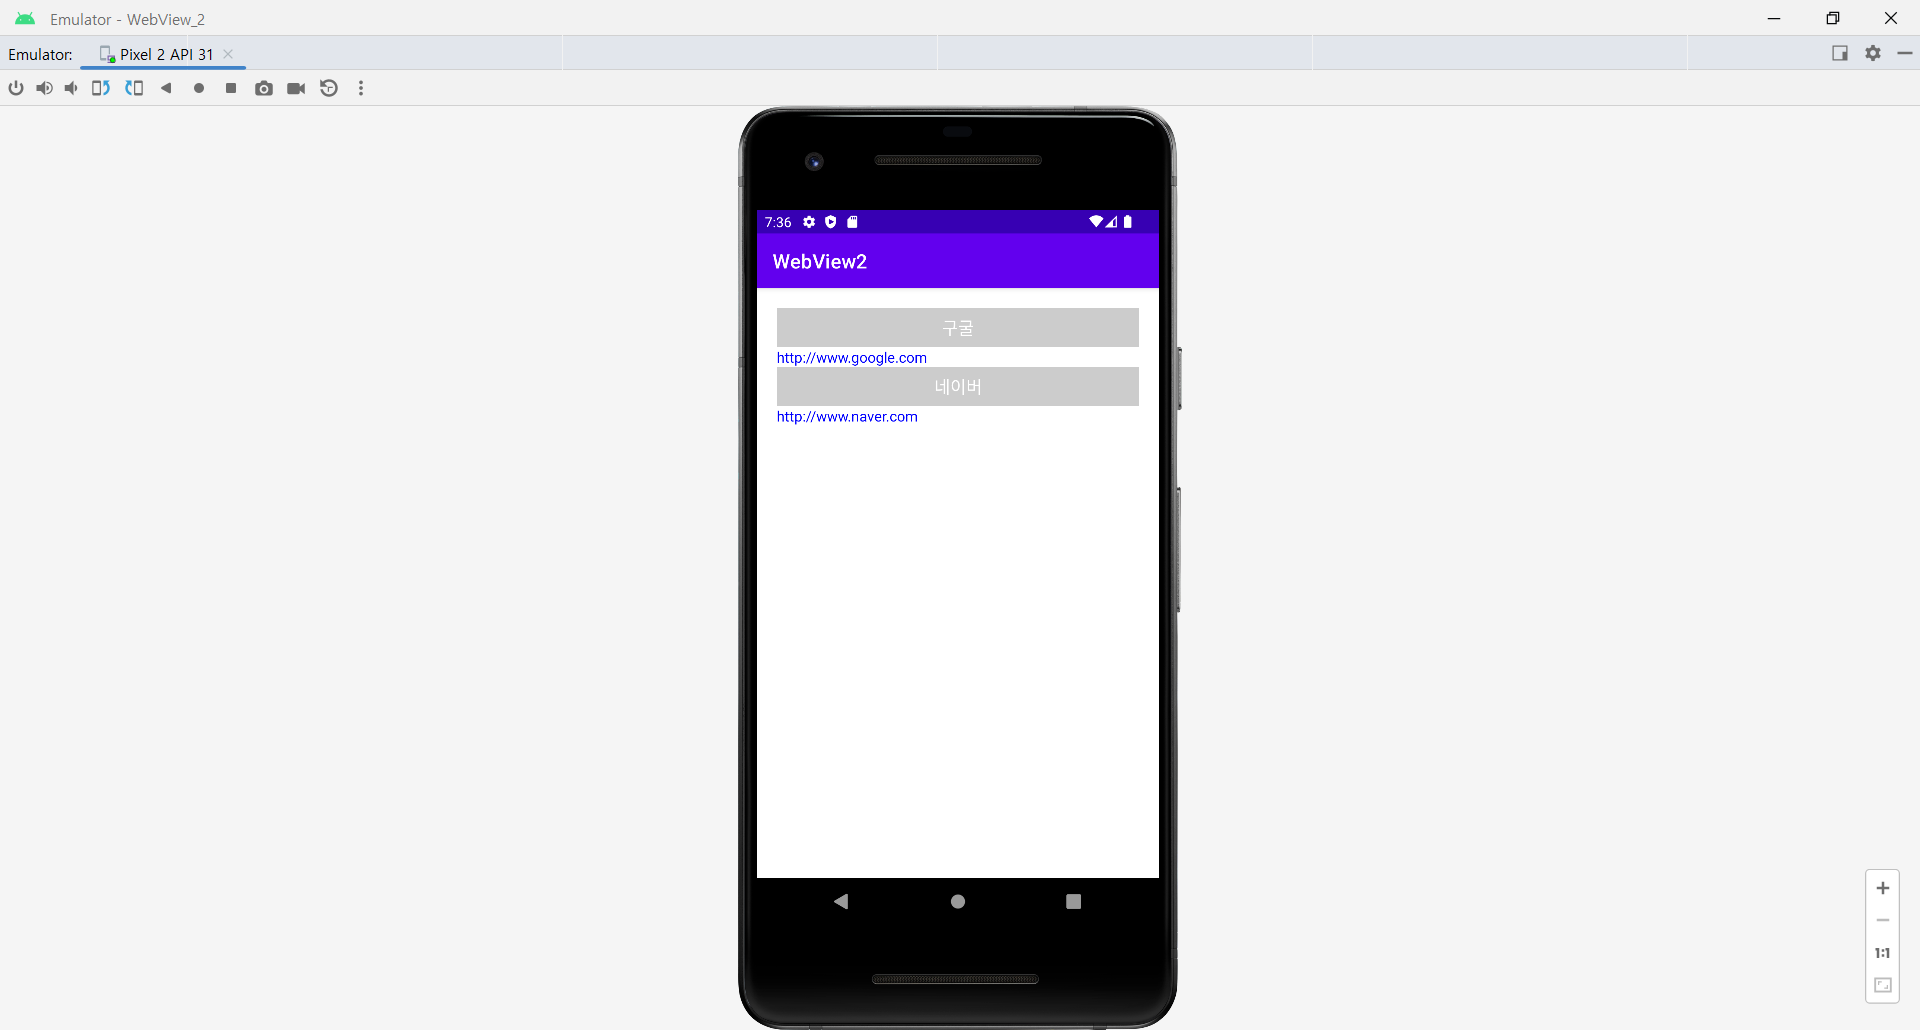 Emulator - WebView_2
Emulator: Pixel 2 API 31
7:36
WebView2
구굴
http://www.google.com
네이버
http://www.naver.com
1:1